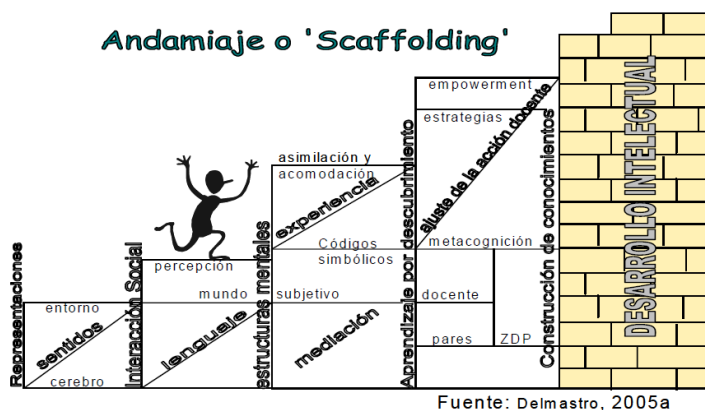 Andamiaje o 'Scaffolding'
Representaciones
entorno
sentidos
cerebro
Interacción Social
percepción
mundo
lenguaje
estructuras mentales
asimilación y
acomodación
experiencia
Códigos
simbólicos
subjetivo
mediación
Aprendizaje por descubrimiento
empowerment
estrategias
ajuste de la acción docente
metacognición
docente
pares
ZDP
Construcción de conocimientos
DESARROLLO INTELECTUAL
Fuente: Delmastro, 2005a